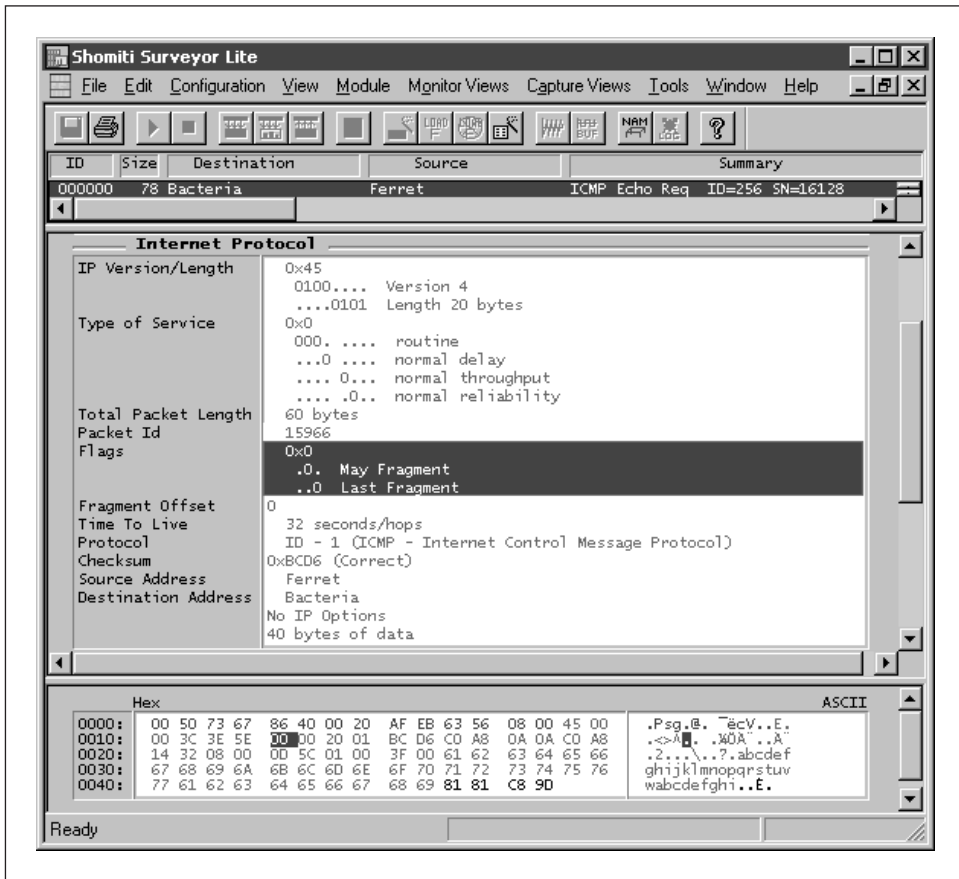 Shomiti Surveyor Lite
File Edit Configuration View Module Monitor Views Capture Views Tools Window Help
ID Size Destination Source Summary
000000 78 Bacteria Ferret ICMP Echo Req ID=256 SN=16128
Internet Protocol
IP Version/Length 0x45
0100.... Version 4
....0101 Length 20 bytes
Type of Service 0x0
000. .... routine
...0 .... normal delay
.... 0... normal throughput
.... .0.. normal reliability
Total Packet Length 60 bytes
Packet Id 15966
Flags 0x0
.0. May Fragment
..0 Last Fragment
Fragment Offset 0
Time To Live 32 seconds/hops
Protocol ID - 1 (ICMP - Internet Control Message Protocol)
Checksum 0xBCD6 (Correct)
Source Address Ferret
Destination Address Bacteria
No IP Options
40 bytes of data
Hex ASCII
0000: 00 50 73 67 86 40 00 20 AF EB 63 56 08 00 45 00 .Psg.@. ¯ëcV..E.
0010: 00 3C 3E 5E 00 00 20 01 BC D6 C0 A8 0A 0A C0 A8
0020: 14 32 08 00 0D 5C 01 00 3F 00 61 62 63 64 65 66 .2...\..?.abcdef
0030: 67 68 69 6A 6B 6C 6D 6E 6F 70 71 72 73 74 75 76 ghijklmnopqrstuv
0040: 77 61 62 63 64 65 66 67 68 69 81 81 C8 9D wabcdefghi..È.
Ready